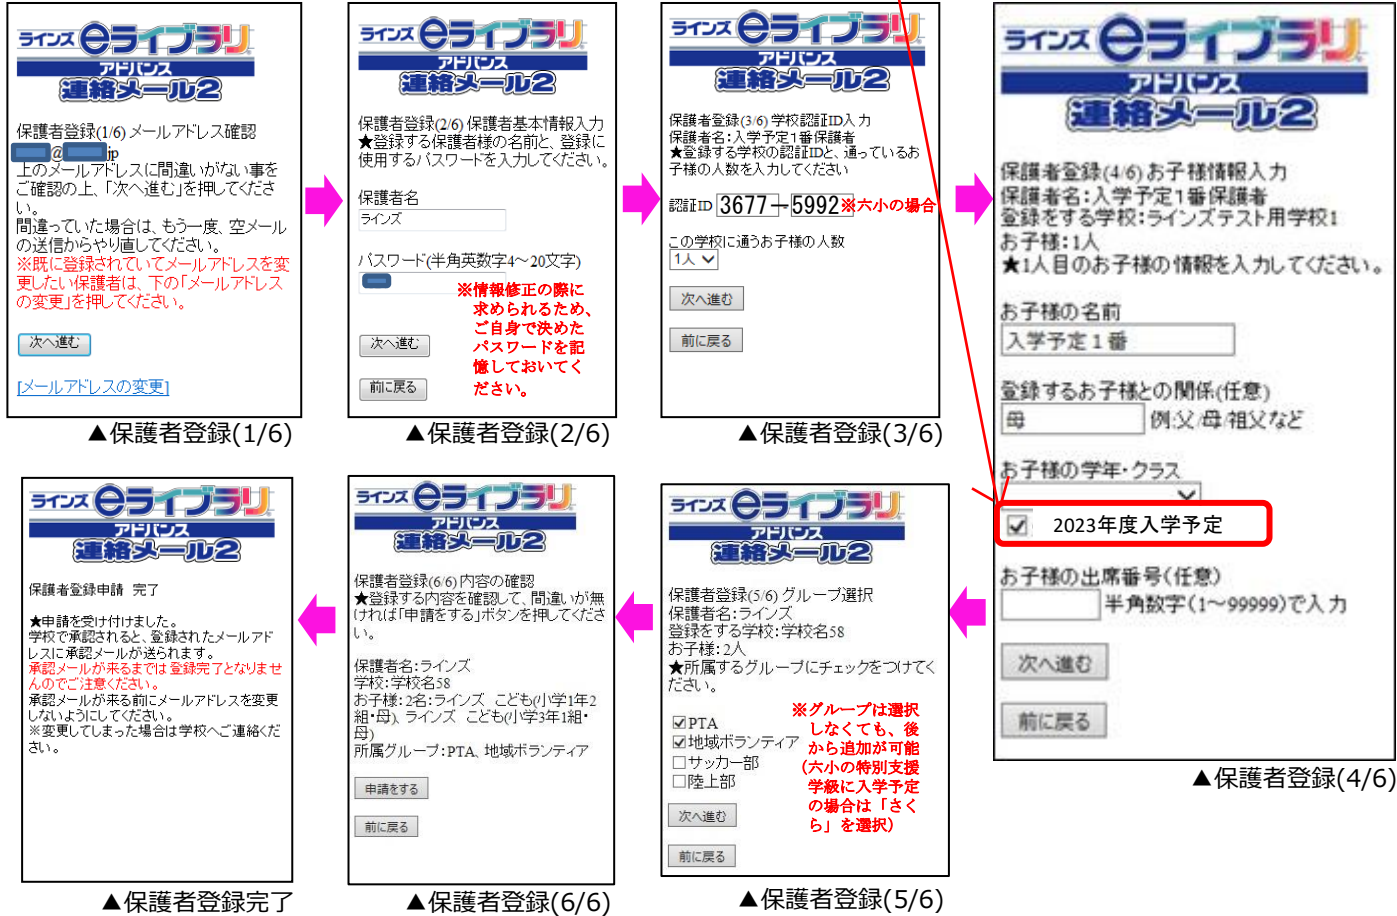 ラインズ eライブラリ
アドバンス
連絡メール2
保護者登録(1/6) メールアドレス確認
@ jp
上のメールアドレスに間違いがない事を
ご確認の上、「次へ進む」を押してくださ
い。
間違っていた場合は、もう一度、空メール
の送信からやり直してください。
※既に登録されていてメールアドレスを変
更したい保護者は、下の「メールアドレス
の変更」を押してください。
次へ進む
[メールアドレスの変更]
▲保護者登録(1/6)
ラインズ eライブラリ
アドバンス
連絡メール2
保護者登録(2/6) 保護者基本情報入力
★登録する保護者様の名前と、登録に
使用するパスワードを入力してください。
保護者名
ラインズ
パスワード(半角英数字4～20文字)
※情報修正の際に
求められるため、
ご自身で決めた
パスワードを記
憶しておいてく
ださい。
次へ進む
前に戻る
▲保護者登録(2/6)
ラインズ eライブラリ
アドバンス
連絡メール2
保護者登録(3/6) 学校認証ID入力
保護者名:入学予定1番保護者
★登録する学校の認証IDと、通っているお
子様の人数を入力してください
認証ID 3677－5992 ※六小の場合
この学校に通うお子様の人数
1人
次へ進む
前に戻る
▲保護者登録(3/6)
ラインズ eライブラリ
アドバンス
連絡メール2
保護者登録(4/6) お子様情報入力
保護者名:入学予定1番保護者
登録をする学校:ラインズテスト用学校1
お子様:1人
★1人目のお子様の情報を入力してください。
お子様の名前
入学予定1番
登録するお子様との関係(任意)
母 例:父/母/祖父など
お子様の学年・クラス
2023年度入学予定
お子様の出席番号(任意)
半角数字(1～99999)で入力
次へ進む
前に戻る
▲保護者登録(4/6)
ラインズ eライブラリ
アドバンス
連絡メール2
保護者登録(5/6) グループ選択
保護者名:ラインズ
登録をする学校:学校名58
お子様:2人
★所属するグループにチェックをつけてく
ださい。
PTA
地域ボランティア
サッカー部
陸上部
※グループは選択
しなくても、後
から追加が可能
（六小の特別支援
学級に入学予定
の場合は「さく
ら」を選択）
次へ進む
前に戻る
▲保護者登録(5/6)
ラインズ eライブラリ
アドバンス
連絡メール2
保護者登録(6/6) 内容の確認
★登録する内容を確認して、間違いが無
ければ「申請をする」ボタンを押してくださ
い。
保護者名:ラインズ
学校:学校名58
お子様:2名:ラインズ こども(小学1年2
組・母)、ラインズ こども(小学3年1組・
母)
所属グループ:PTA、地域ボランティア
申請をする
前に戻る
▲保護者登録(6/6)
ラインズ eライブラリ
アドバンス
連絡メール2
保護者登録申請 完了
★申請を受け付けました。
学校で承認されると、登録されたメールアド
レスに承認メールが送られます。
承認メールが来るまでは登録完了となりませ
んのでご注意ください。
承認メールが来る前にメールアドレスを変更
しないようにしてください。
※変更してしまった場合は学校へご連絡くだ
さい。
▲保護者登録完了